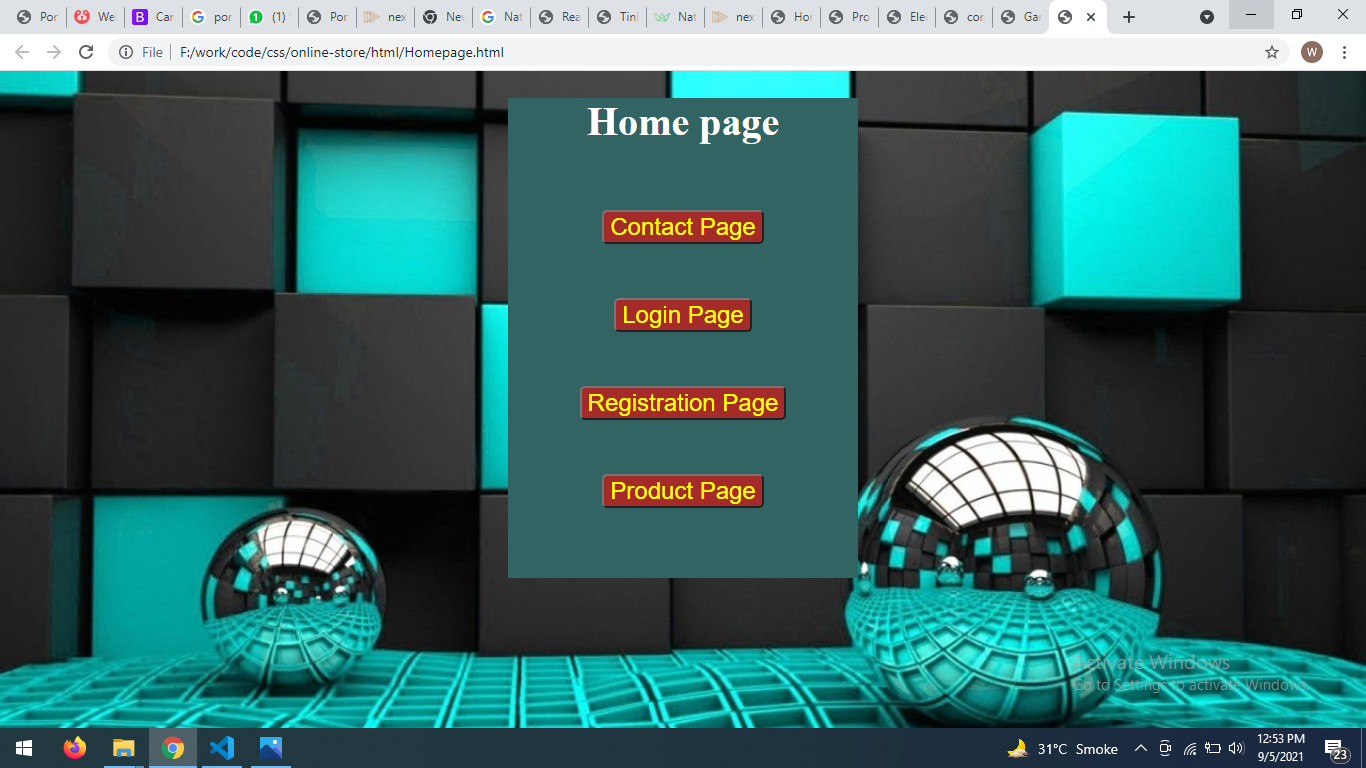 Por
We
Car
por
(1)
Por
nex
Nev
Nat
Rea
Tin
Nat
nex
Ho
Pro
Ele
cor
Gar
File
F:/work/code/css/online-store/html/Homepage.html
W
Home page
Contact Page
Login Page
Registration Page
Product Page
Activate Windows
Go to Settings to activate Windows.
31°C Smoke
12:53 PM
9/5/2021
23